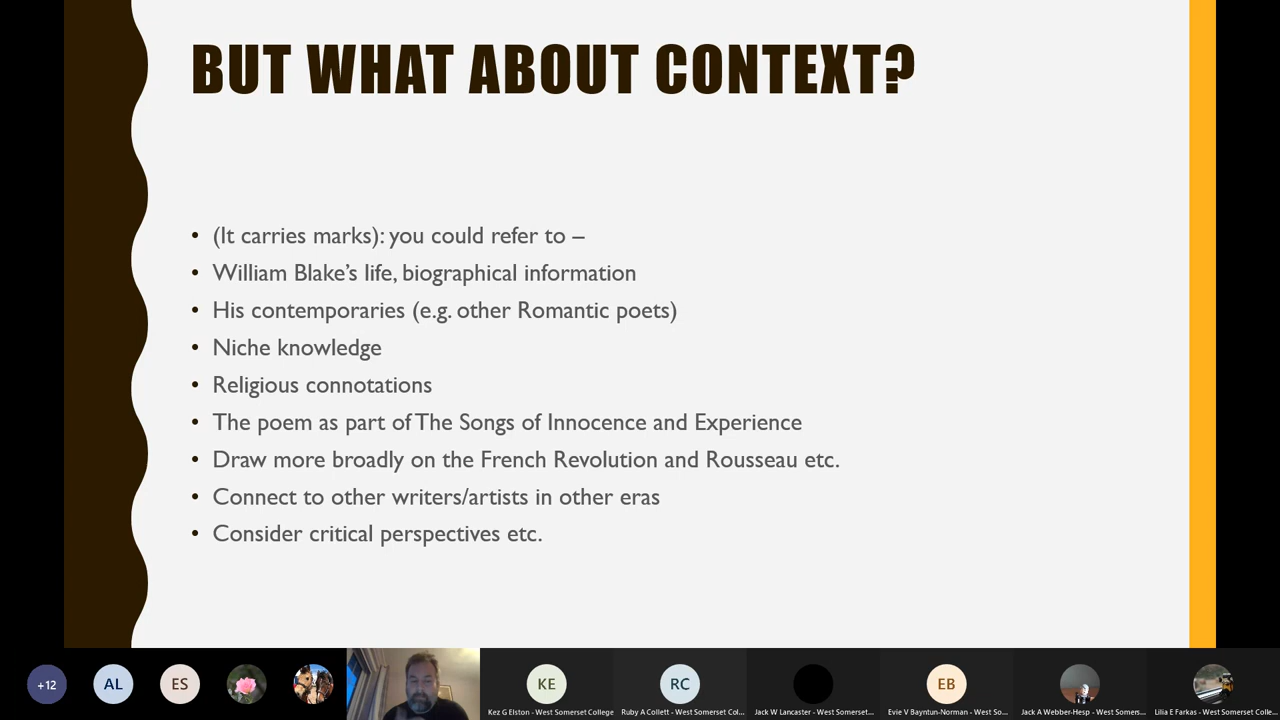 BUT WHAT ABOUT CONTEXT?
• (It carries marks): you could refer to –
• William Blake's life, biographical information
• His contemporaries (e.g. other Romantic poets)
• Niche knowledge
• Religious connotations
• The poem as part of The Songs of Innocence and Experience
• Draw more broadly on the French Revolution and Rousseau etc.
• Connect to other writers/artists in other eras
• Consider critical perspectives etc.
+12
AL
ES
KE
RC
EB
Kez G Elston - West Somerset College
Ruby A Collett - West Somerset Col...
Jack W Lancaster - West Somerset...
Evie V Bayntun-Norman - West So...
Jack A Webber-Hesp - West Somers...
Lilia E Farkas - West Somerset Colle...